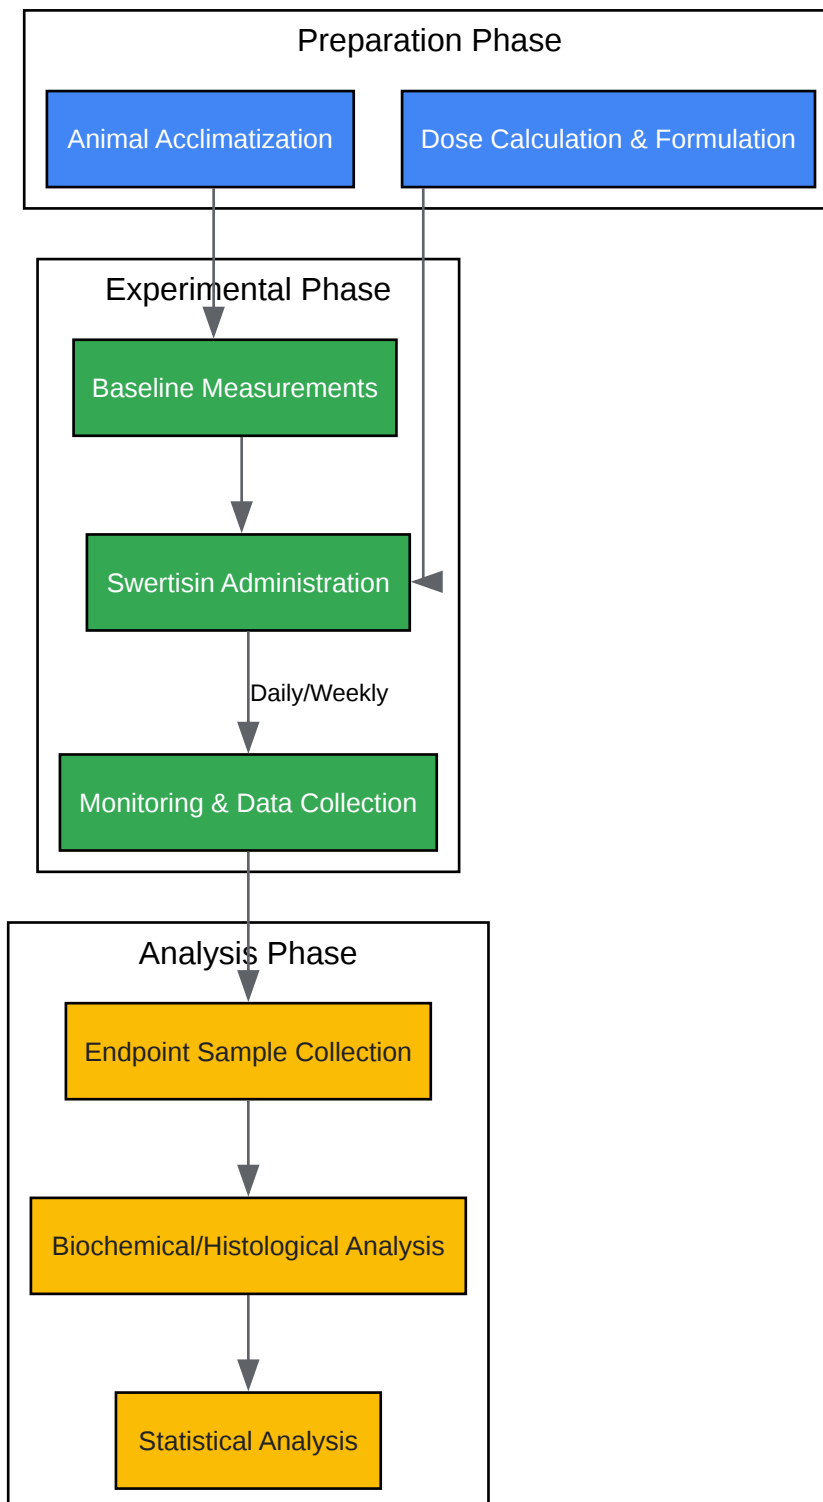 Preparation Phase
Animal Acclimatization
Dose Calculation & Formulation
Experimental Phase
Baseline Measurements
Swertisin Administration
Daily/Weekly
Monitoring & Data Collection
Analysis Phase
Endpoint Sample Collection
Biochemical/Histological Analysis
Statistical Analysis